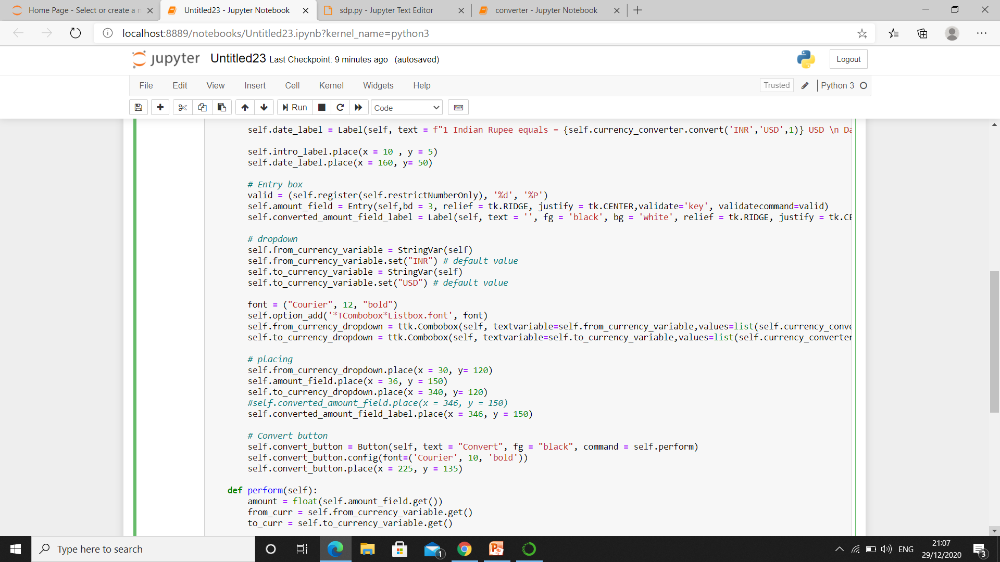 Home Page - Select or create a n
Untitled23 - Jupyter Notebook
sdp.py - Jupyter Text Editor
converter - Jupyter Notebook
localhost:8889/notebooks/Untitled23.ipynb?kernel_name=python3
jupyter Untitled23 Last Checkpoint: 9 minutes ago (autosaved)
Logout
File Edit View Insert Cell Kernel Widgets Help
Trusted
Python 3
Run
Code
self.date_label = Label(self, text = f"1 Indian Rupee equals = {self.currency_converter.convert('INR','USD',1)} USD \n Da
self.intro_label.place(x = 10 , y = 5)
self.date_label.place(x = 160, y= 50)
# Entry box
valid = (self.register(self.restrictNumberOnly), '%d', '%P')
self.amount_field = Entry(self,bd = 3, relief = tk.RIDGE, justify = tk.CENTER,validate='key', validatecommand=valid)
self.converted_amount_field_label = Label(self, text = '', fg = 'black', bg = 'white', relief = tk.RIDGE, justify = tk.CE
# dropdown
self.from_currency_variable = StringVar(self)
self.from_currency_variable.set("INR") # default value
self.to_currency_variable = StringVar(self)
self.to_currency_variable.set("USD") # default value
font = ("Courier", 12, "bold")
self.option_add('*TCombobox*Listbox.font', font)
self.from_currency_dropdown = ttk.Combobox(self, textvariable=self.from_currency_variable,values=list(self.currency_conve
self.to_currency_dropdown = ttk.Combobox(self, textvariable=self.to_currency_variable,values=list(self.currency_converter
# placing
self.from_currency_dropdown.place(x = 30, y= 120)
self.amount_field.place(x = 36, y = 150)
self.to_currency_dropdown.place(x = 340, y= 120)
#self.converted_amount_field.place(x = 346, y = 150)
self.converted_amount_field_label.place(x = 346, y = 150)
# Convert button
self.convert_button = Button(self, text = "Convert", fg = "black", command = self.perform)
self.convert_button.config(font=('Courier', 10, 'bold'))
self.convert_button.place(x = 225, y = 135)
def perform(self):
amount = float(self.amount_field.get())
from_curr = self.from_currency_variable.get()
to_curr = self.to_currency_variable.get()
Type here to search
1
ENG
21:07
29/12/2020
3